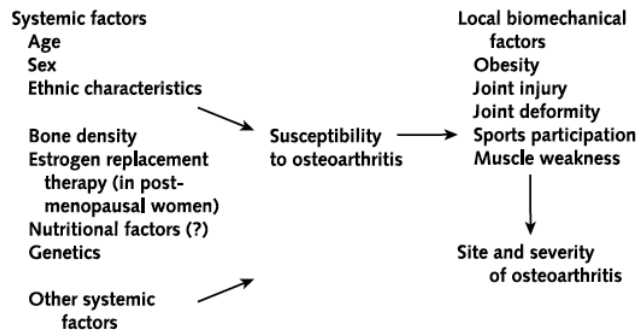 Systemic factors
Age
Sex
Ethnic characteristics
Bone density
Estrogen replacement
therapy (in post-
menopausal women)
Nutritional factors (?)
Genetics
Other systemic
factors
Susceptibility
to osteoarthritis
Local biomechanical
factors
Obesity
Joint injury
Joint deformity
Sports participation
Muscle weakness
Site and severity
of osteoarthritis